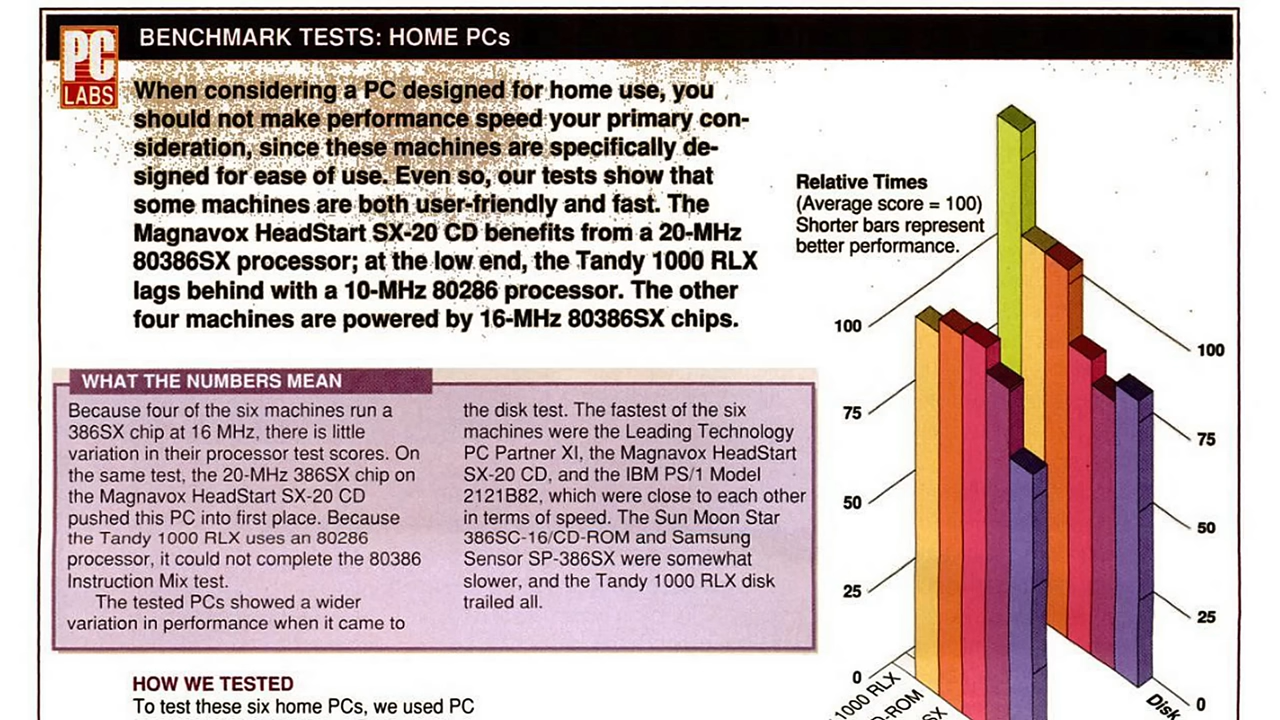 PC
LABS
BENCHMARK TESTS: HOME PCs
When considering a PC designed for home use, you
should not make performance speed your primary con-
sideration, since these machines are specifically de-
signed for ease of use. Even so, our tests show that
some machines are both user-friendly and fast. The
Magnavox HeadStart SX-20 CD benefits from a 20-MHz
80386SX processor; at the low end, the Tandy 1000 RLX
lags behind with a 10-MHz 80286 processor. The other
four machines are powered by 16-MHz 80386SX chips.
WHAT THE NUMBERS MEAN
Because four of the six machines run a
386SX chip at 16 MHz, there is little
variation in their processor test scores. On
the same test, the 20-MHz 386SX chip on
the Magnavox HeadStart SX-20 CD
pushed this PC into first place. Because
the Tandy 1000 RLX uses an 80286
processor, it could not complete the 80386
Instruction Mix test.
The tested PCs showed a wider
variation in performance when it came to
the disk test. The fastest of the six
machines were the Leading Technology
PC Partner XI, the Magnavox HeadStart
SX-20 CD, and the IBM PS/1 Model
2121B82, which were close to each other
in terms of speed. The Sun Moon Star
386SC-16/CD-ROM and Samsung
Sensor SP-386SX were somewhat
slower, and the Tandy 1000 RLX disk
trailed all.
HOW WE TESTED
To test these six home PCs, we used PC
Relative Times
(Average score = 100)
Shorter bars represent
better performance.
100
75
50
25
0
100
75
50
25
0
1000 RLX
D-ROM
SX
Disk